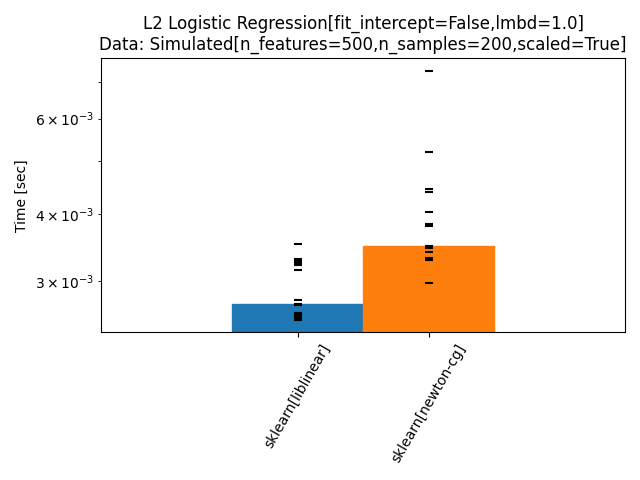 L2 Logistic Regression[fit_intercept=False,lmbd=1.0]
Data: Simulated[n_features=500,n_samples=200,scaled=True]
Time [sec]
6 × 10⁻³
4 × 10⁻³
3 × 10⁻³
sklearn[liblinear]
sklearn[newton-cg]